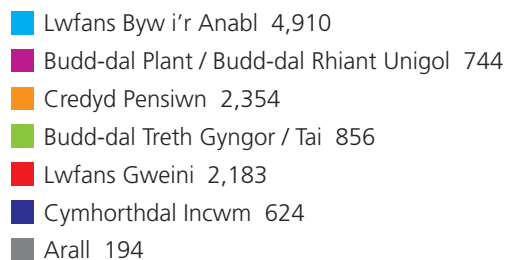 Lwfans Byw i'r Anabl 4,910
Budd-dal Plant / Budd-dal Rhiant Unigol 744
Credyd Pensiwn 2,354
Budd-dal Treth Gyngor / Tai 856
Lwfans Gweini 2,183
Cymhorthdal Incwm 624
Arall 194